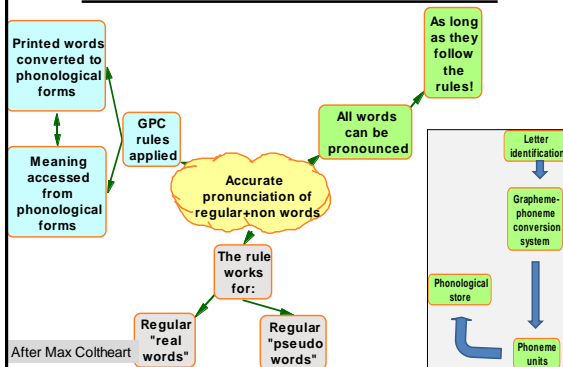 Printed words
converted to
phonological
forms
Meaning
accessed
from
phonological
forms
GPC
rules
applied
Accurate
pronunciation of
regular+non words
All words
can be
pronounced
As long
as they
follow
the
rules!
The rule
works
for:
Regular
"real
words"
Regular
"pseudo
words"
After Max Coltheart
Letter
identification
Grapheme-
phoneme
conversion
system
Phonological
store
Phoneme
units